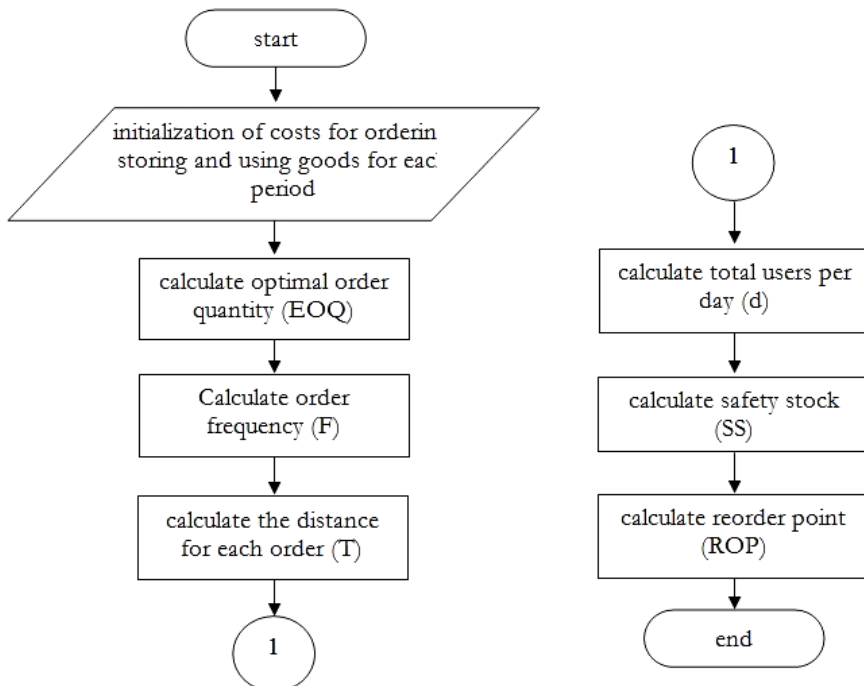 start
initialization of costs for orderin
storing and using goods for eac
period
calculate optimal order
quantity (EOQ)
Calculate order
frequency (F)
calculate the distance
for each order (T)
1
1
calculate total users per
day (d)
calculate safety stock
(SS)
calculate reorder point
(ROP)
end